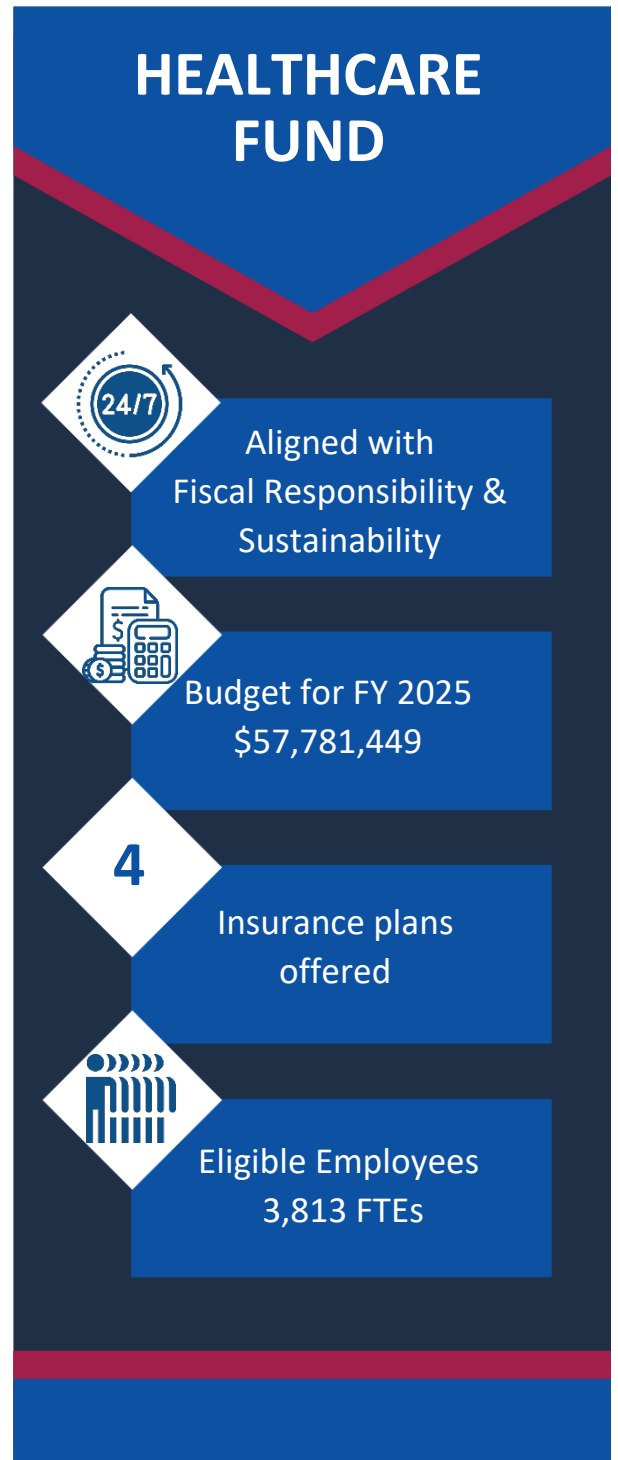 HEALTHCARE
FUND
24/7
Aligned with
Fiscal Responsibility &
Sustainability
$
$
Budget for FY 2025
$57,781,449
4
Insurance plans
offered
Eligible Employees
3,813 FTEs